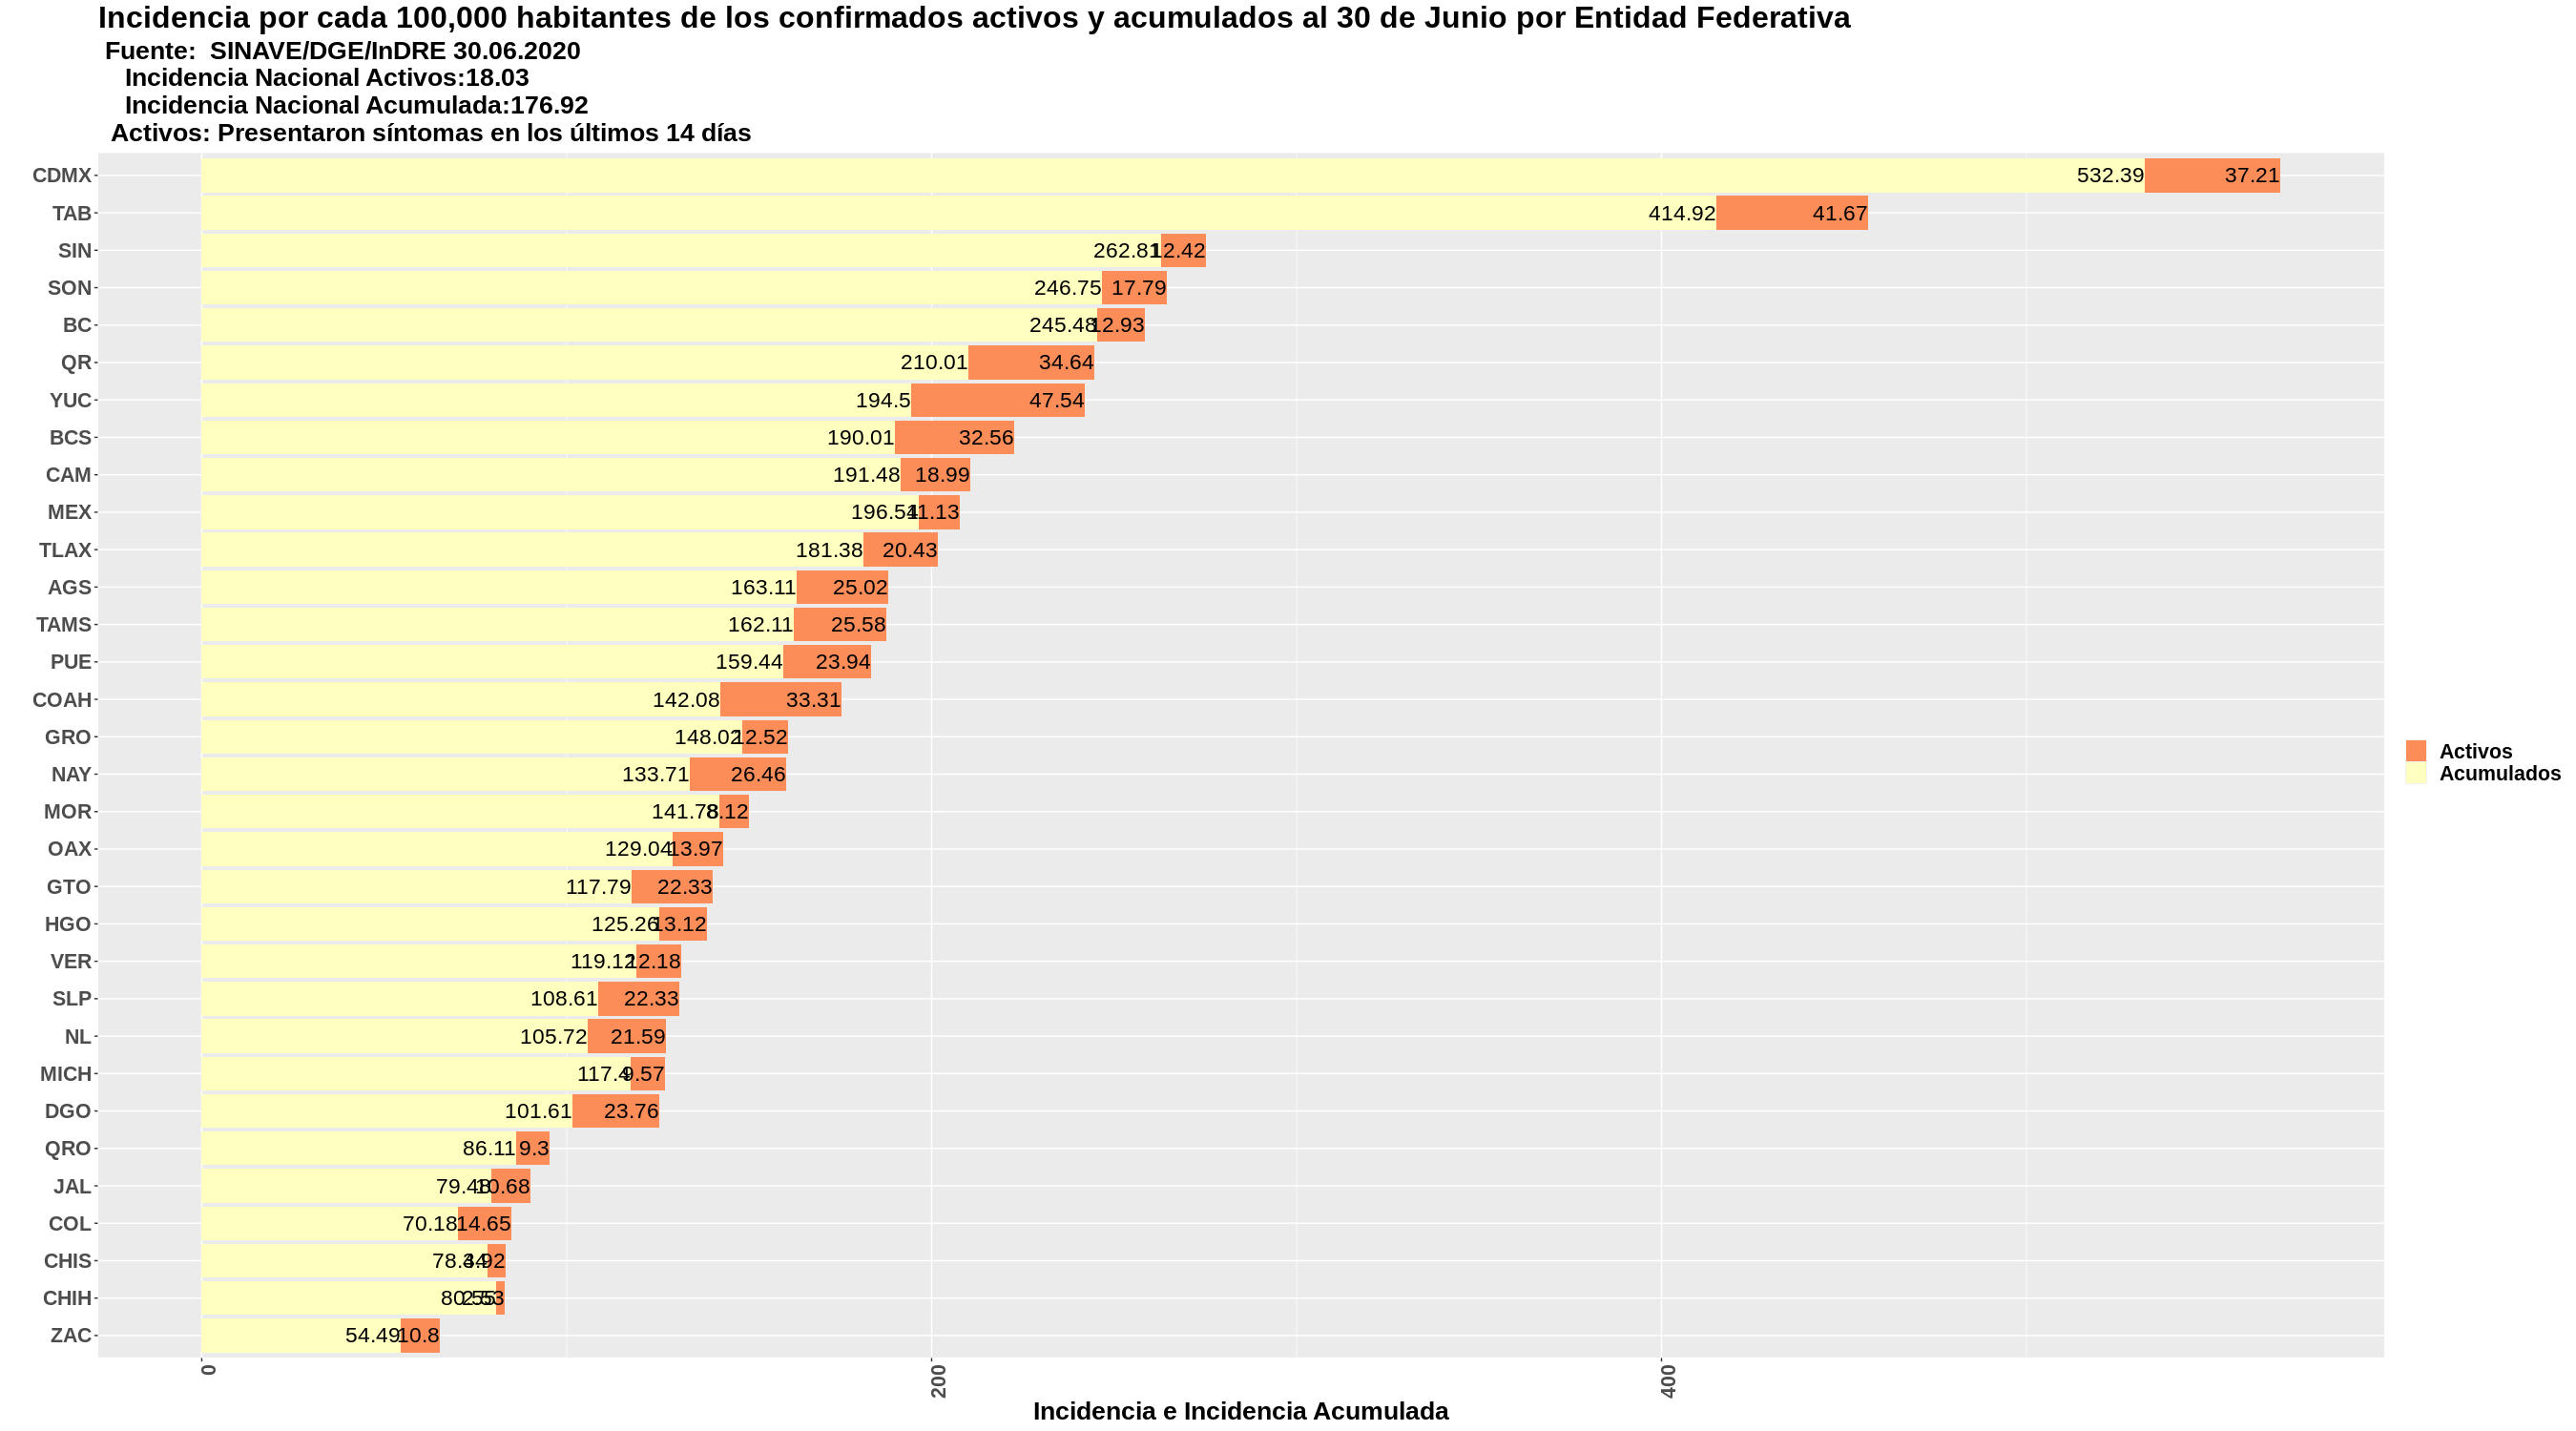 Incidencia por cada 100,000 habitantes de los confirmados activos y acumulados al 30 de Junio por Entidad Federativa
Fuente: SINAVE/DGE/InDRE 30.06.2020
Incidencia Nacional Activos:18.03
Incidencia Nacional Acumulada:176.92
Activos: Presentaron síntomas en los últimos 14 días
CDMX 532.39 37.21
TAB 414.92 41.67
SIN 262.81 12.42
SON 246.75 17.79
BC 245.48 12.93
QR 210.01 34.64
YUC 194.5 47.54
BCS 190.01 32.56
CAM 191.48 18.99
MEX 196.54 11.13
TLAX 181.38 20.43
AGS 163.11 25.02
TAMS 162.11 25.58
PUE 159.44 23.94
COAH 142.08 33.31
GRO 148.02 12.52
NAY 133.71 26.46
MOR 141.78 8.12
OAX 129.04 13.97
GTO 117.79 22.33
HGO 125.26 13.12
VER 119.12 12.18
SLP 108.61 22.33
NL 105.72 21.59
MICH 117.4 9.57
DGO 101.61 23.76
QRO 86.11 9.3
JAL 79.48 10.68
COL 70.18 14.65
CHIS 78.34 4.92
CHIH 2.53
ZAC 54.49 10.8
Activos
Acumulados
0 200 400
Incidencia e Incidencia Acumulada